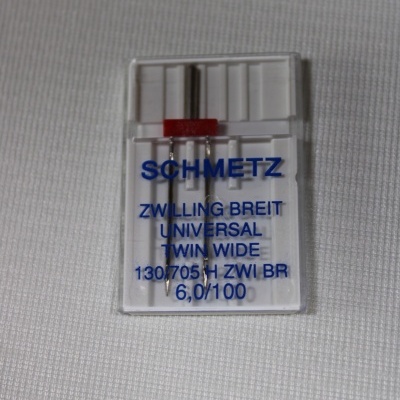 SCHMETZ
ZWILLING BREIT
UNIVERSAL
TWIN WIDE
130/705 H ZWI BR
6,0/100